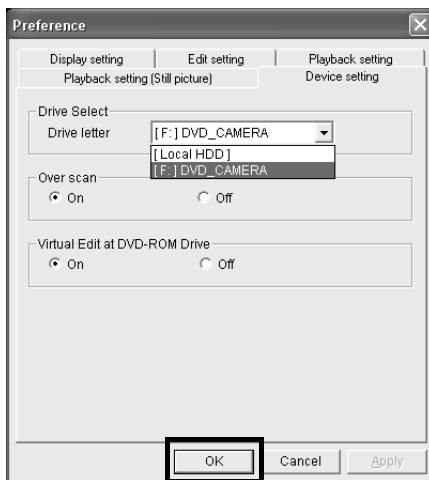 Preference
Display setting Edit setting Playback setting
Playback setting (Still picture) Device setting
Drive Select
Drive letter [F:] DVD_CAMERA
[Local HDD]
[F:] DVD_CAMERA
Over scan
On Off
Virtual Edit at DVD-ROM Drive
On Off
OK Cancel Apply